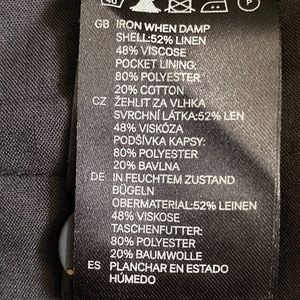 40 P
GB IRON WHEN DAMP
SHELL:52% LINEN
48% VISCOSE
POCKET LINING:
80% POLYESTER
20% COTTON
CZ ŽEHLIT ZA VLHKA
SVRCHNÍ LÁTKA:52% LEN
48% VISKÓZA
PODŠÍVKA KAPSY:
80% POLYESTER
20% BAVLNA
DE IN FEUCHTEM ZUSTAND
BÜGELN
OBERMATERIAL:52% LEINEN
48% VISKOSE
TASCHENFUTTER:
80% POLYESTER
20% BAUMWOLLE
ES PLANCHAR EN ESTADO
HÚMEDO